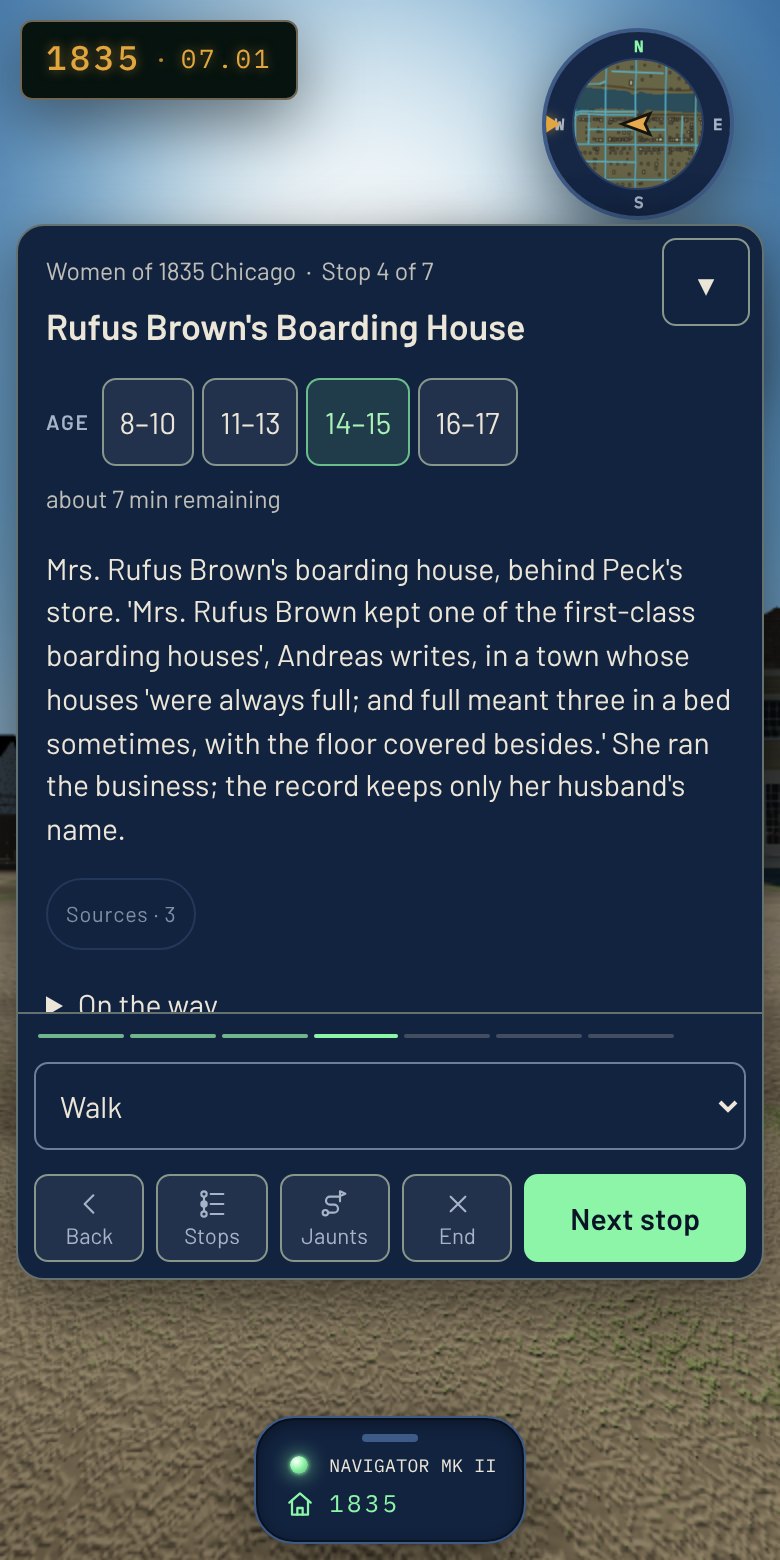 1835 · 07.01
N
W
E
S
Women of 1835 Chicago · Stop 4 of 7
Rufus Brown's Boarding House
AGE 8–10 11–13 14–15 16–17
about 7 min remaining
Mrs. Rufus Brown's boarding house, behind Peck's
store. 'Mrs. Rufus Brown kept one of the first-class
boarding houses', Andreas writes, in a town whose
houses 'were always full; and full meant three in a bed
sometimes, with the floor covered besides.' She ran
the business; the record keeps only her husband's
name.
Sources · 3
On the way
Walk
Back Stops Jaunts End Next stop
NAVIGATOR MK II
1835